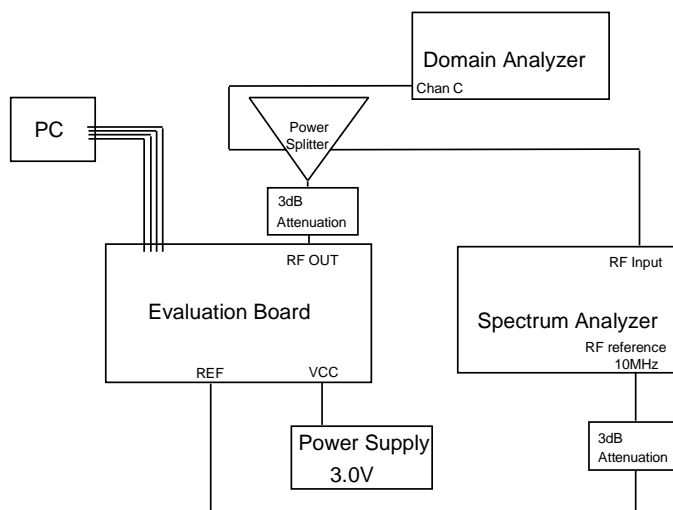 Domain Analyzer
Chan C
PC
Power
Splitter
3dB
Attenuation
RF OUT
RF Input
Evaluation Board
Spectrum Analyzer
RF reference
10MHz
REF
VCC
Power Supply
3.0V
3dB
Attenuation